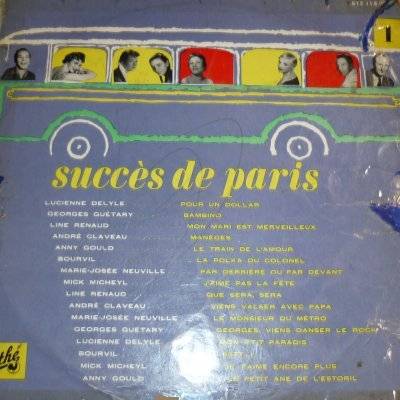 1
succès de paris
LUCIENNE DELYLE POUR UN DOLLAR
GEORGES GUÉTARY BAMBINO
LINE RENAUD MON MARI EST MERVEILLEUX
ANDRÉ CLAVEAU MANÈGES
ANNY GOULD LE TRAIN DE L'AMOUR
BOURVIL LA POLKA DU COLONEL
MARIE-JOSÉE NEUVILLE PAR DERRIÈRE OU PAR DEVANT
MICK MICHEYL J'AIME PAS LA FÊTE
LINE RENAUD QUE SERA, SERA
ANDRÉ CLAVEAU VIENS VALSER AVEC PAPA
MARIE-JOSÉE NEUVILLE LE MONSIEUR DU MÉTRO
GEORGES GUÉTARY GEORGES, VIENS DANSER LE ROCK
LUCIENNE DELYLE MON P'TIT PARADIS
BOURVIL
MICK MICHEYL JE T'AIME ENCORE PLUS
ANNY GOULD LE PETIT ANE DE L'ESTORIL
thé